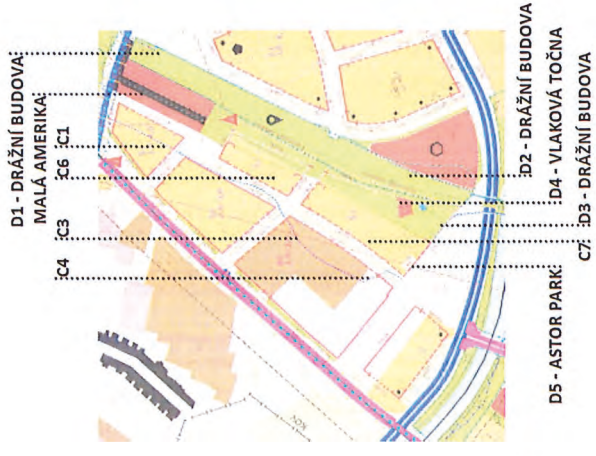 D1 - DRÁŽNÍ BUDOVA
MALÁ AMERIKA
C1
C6
C3
C4
D2 - DRÁŽNÍ BUDOVA
D4 - VLAKOVÁ TOČNA
D3 - DRÁŽNÍ BUDOVA
C7
D5 - ASTOR PARK